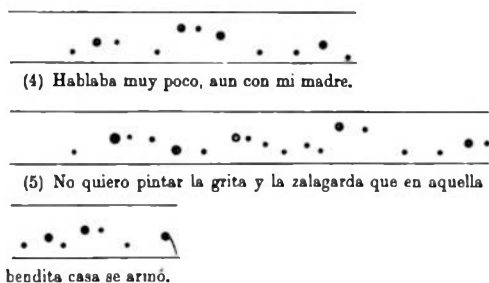 (4) Hablaba muy poco, aun con mi madre.
(5) No quiero pintar la grita y la zalagarda que en aquella
bendita casa se armó.